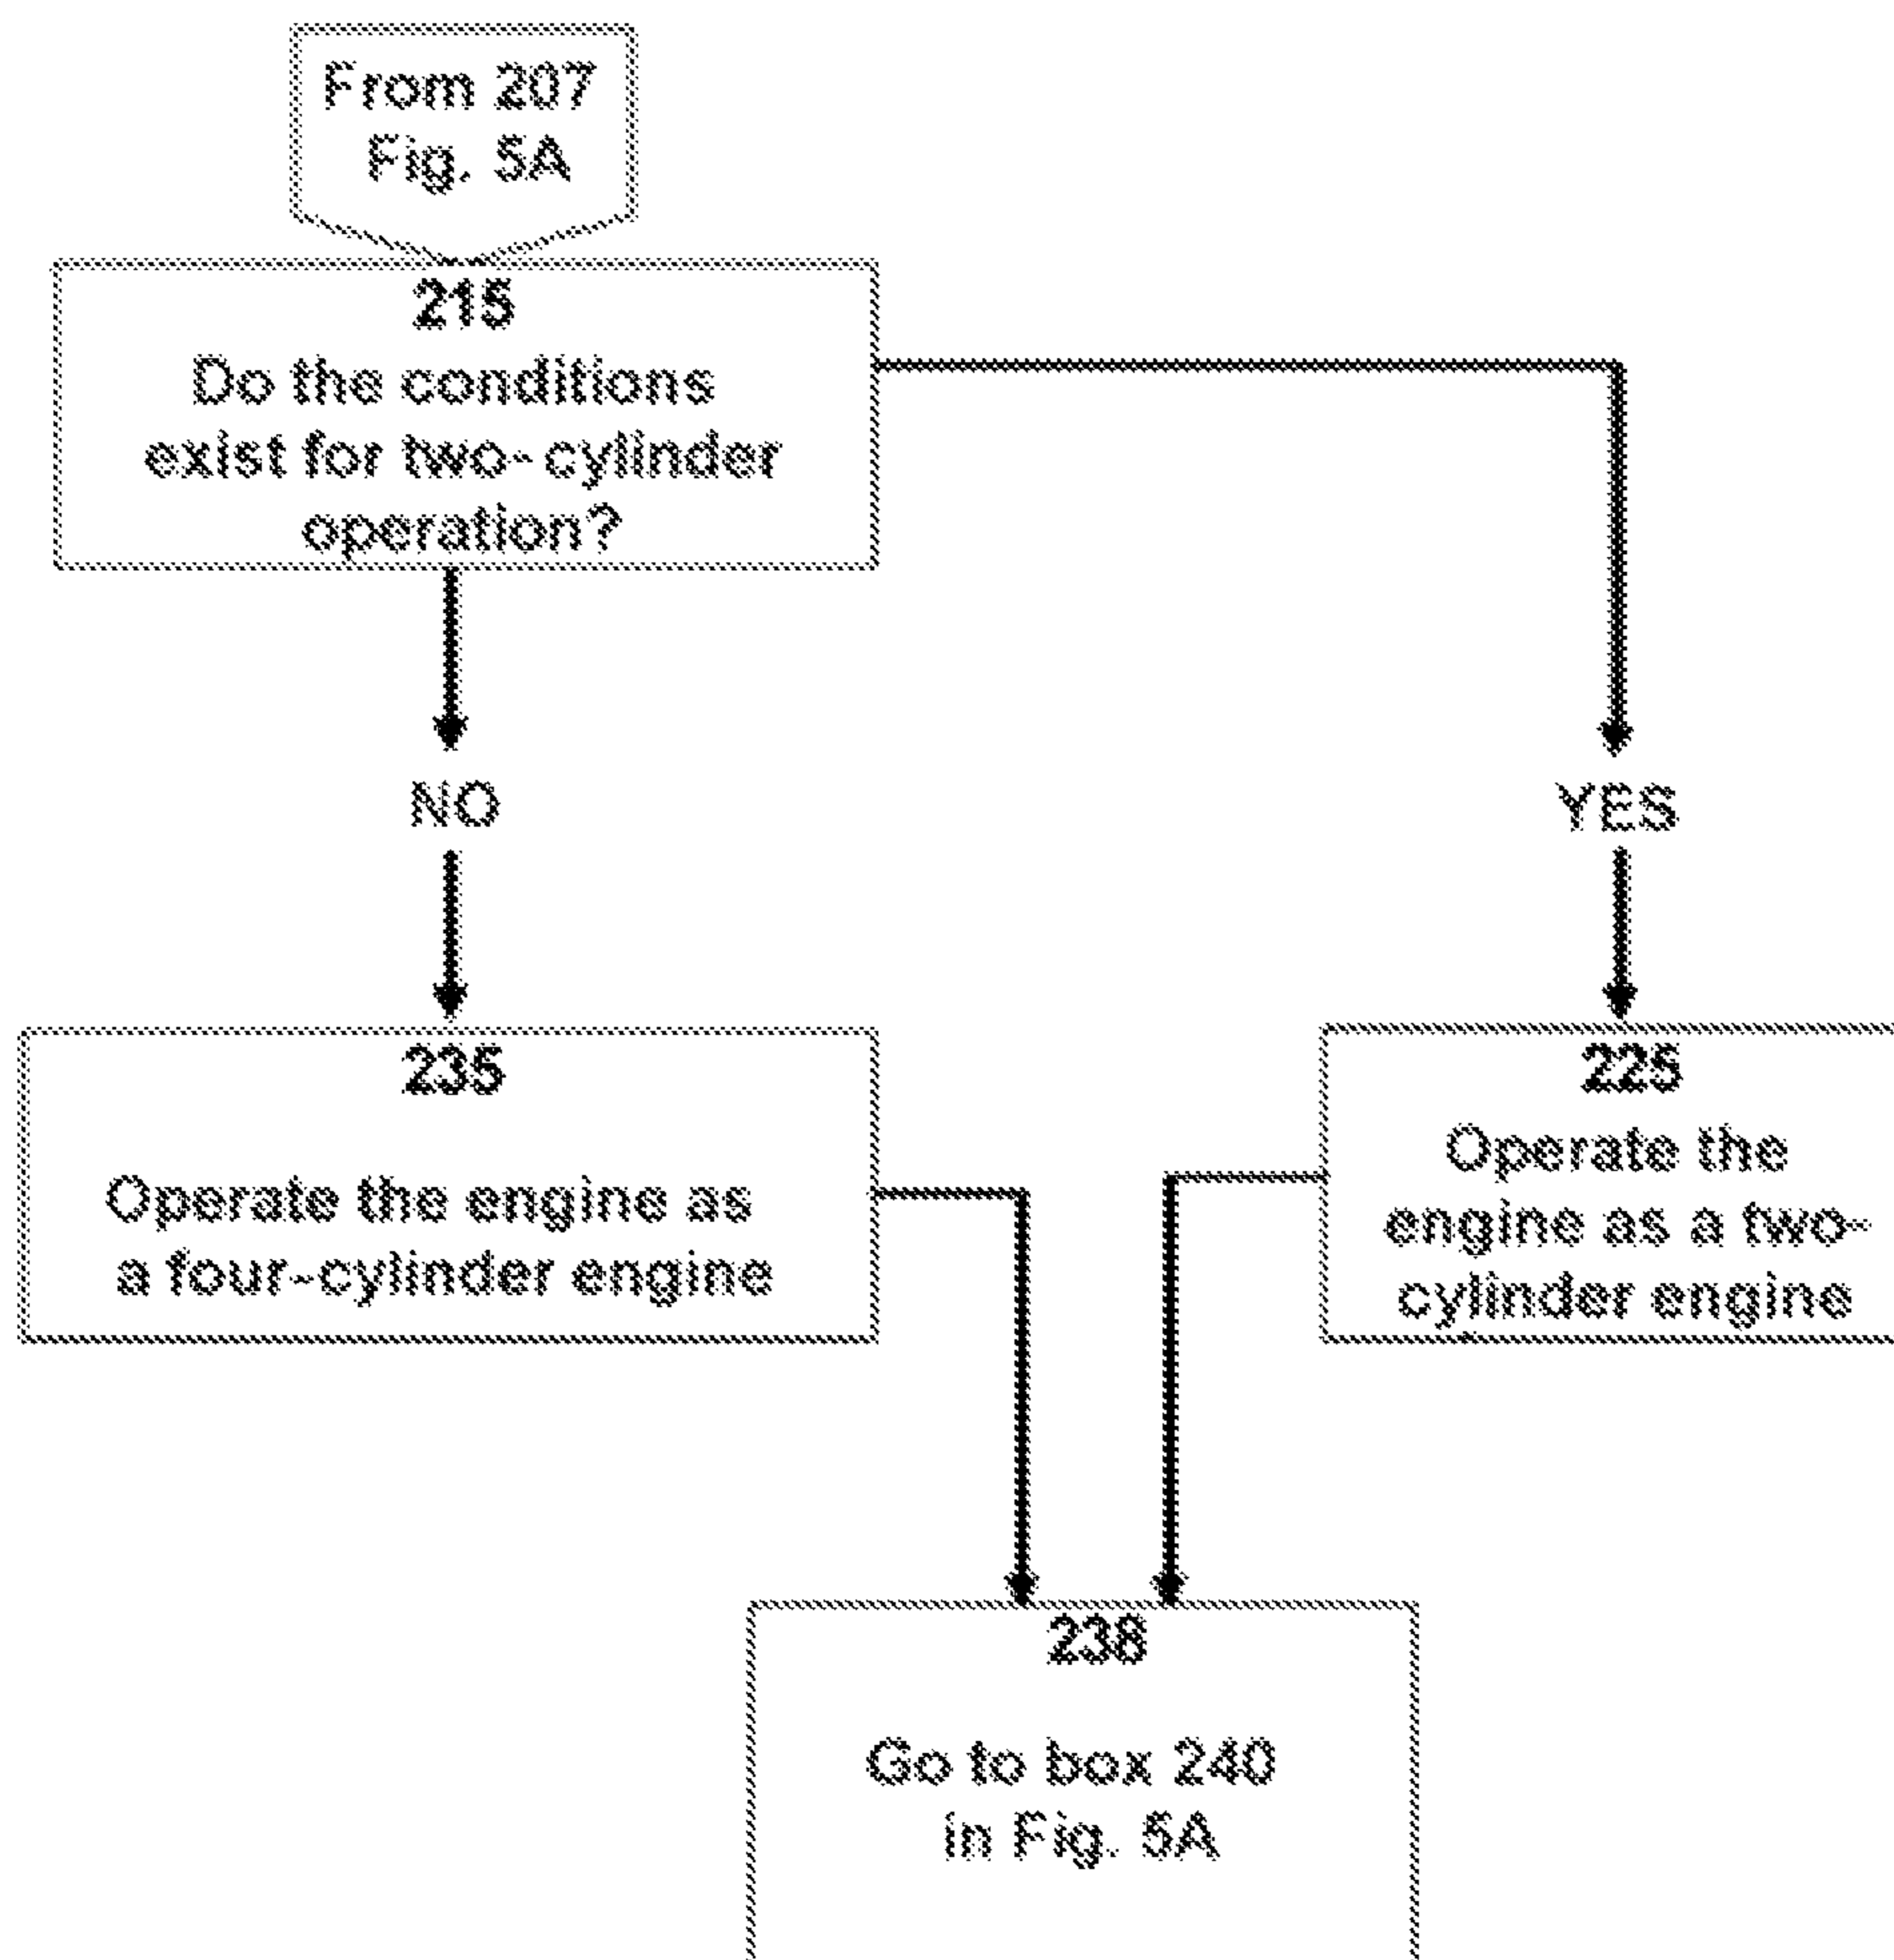 From 207
Fig. 5A
215
Do the conditions
exist for two-cylinder
operation?
NO
YES
235
Operate the engine as
a four-cylinder engine
225
Operate the
engine as a two-
cylinder engine
238
Go to box 240
in Fig. 5A